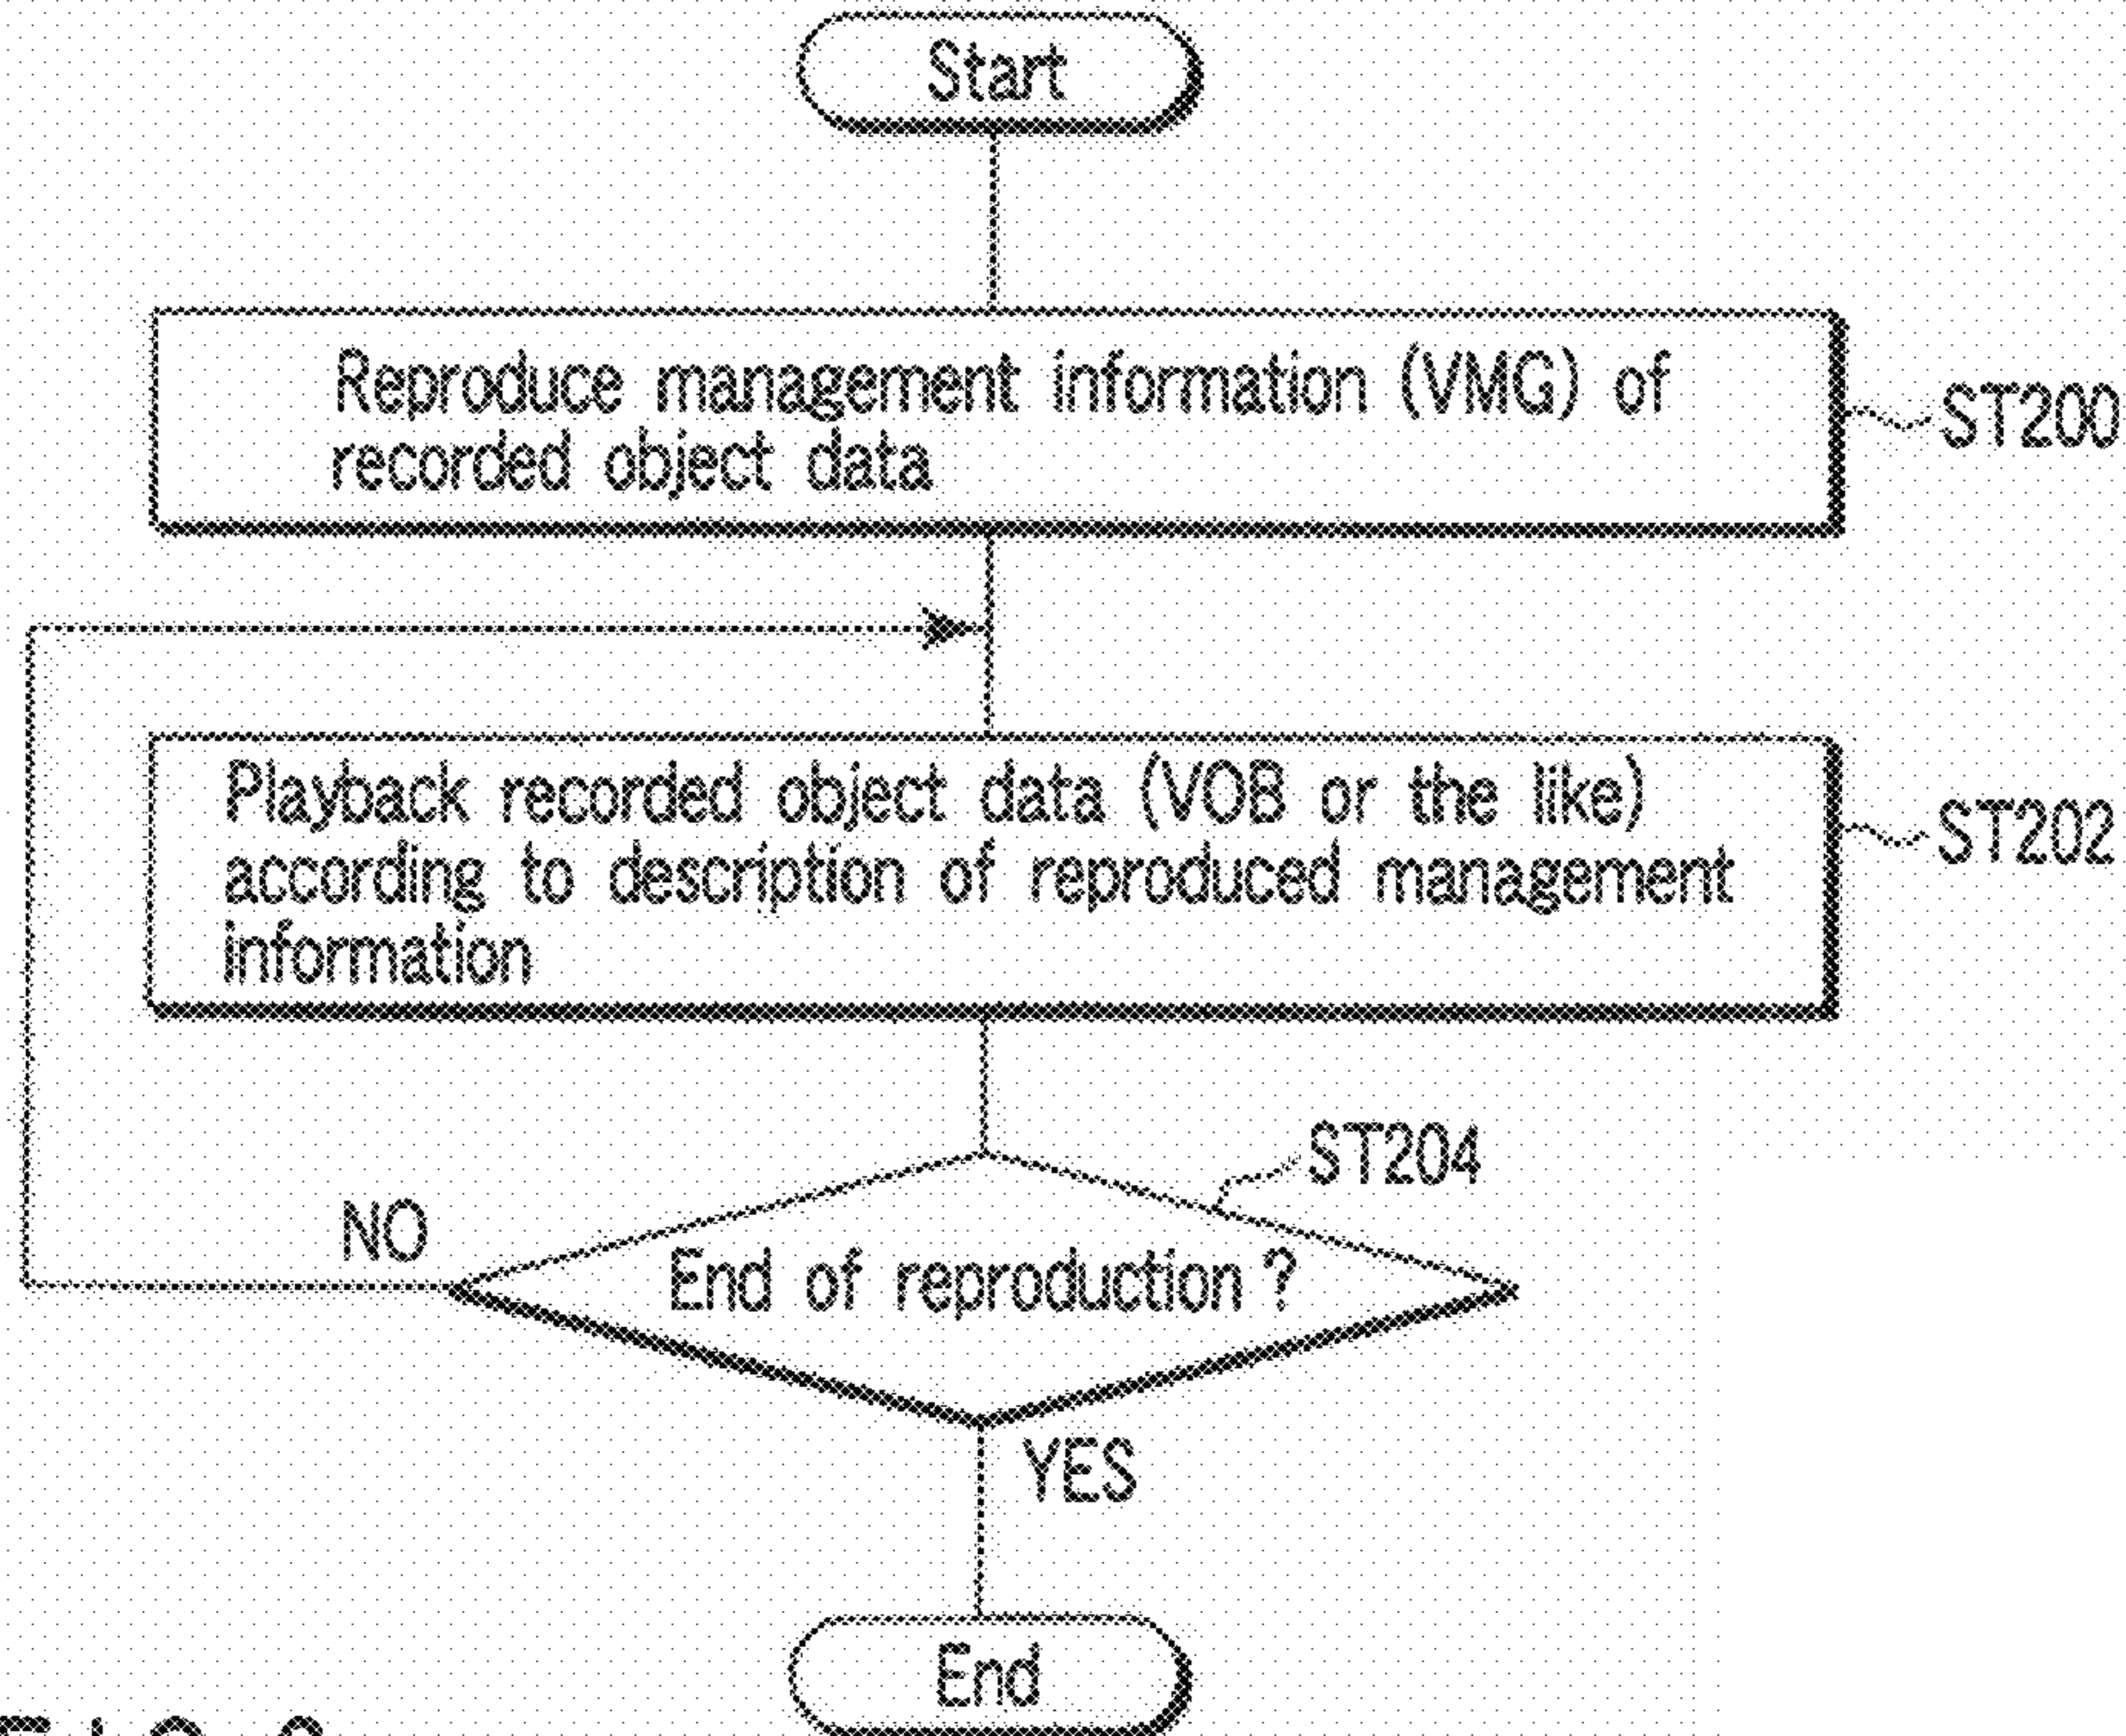 Start
Reproduce management information (VMG) of
recorded object data
ST200
Playback recorded object data (VOB or the like)
according to description of reproduced management
information
ST202
ST204
NO
End of reproduction ?
YES
End